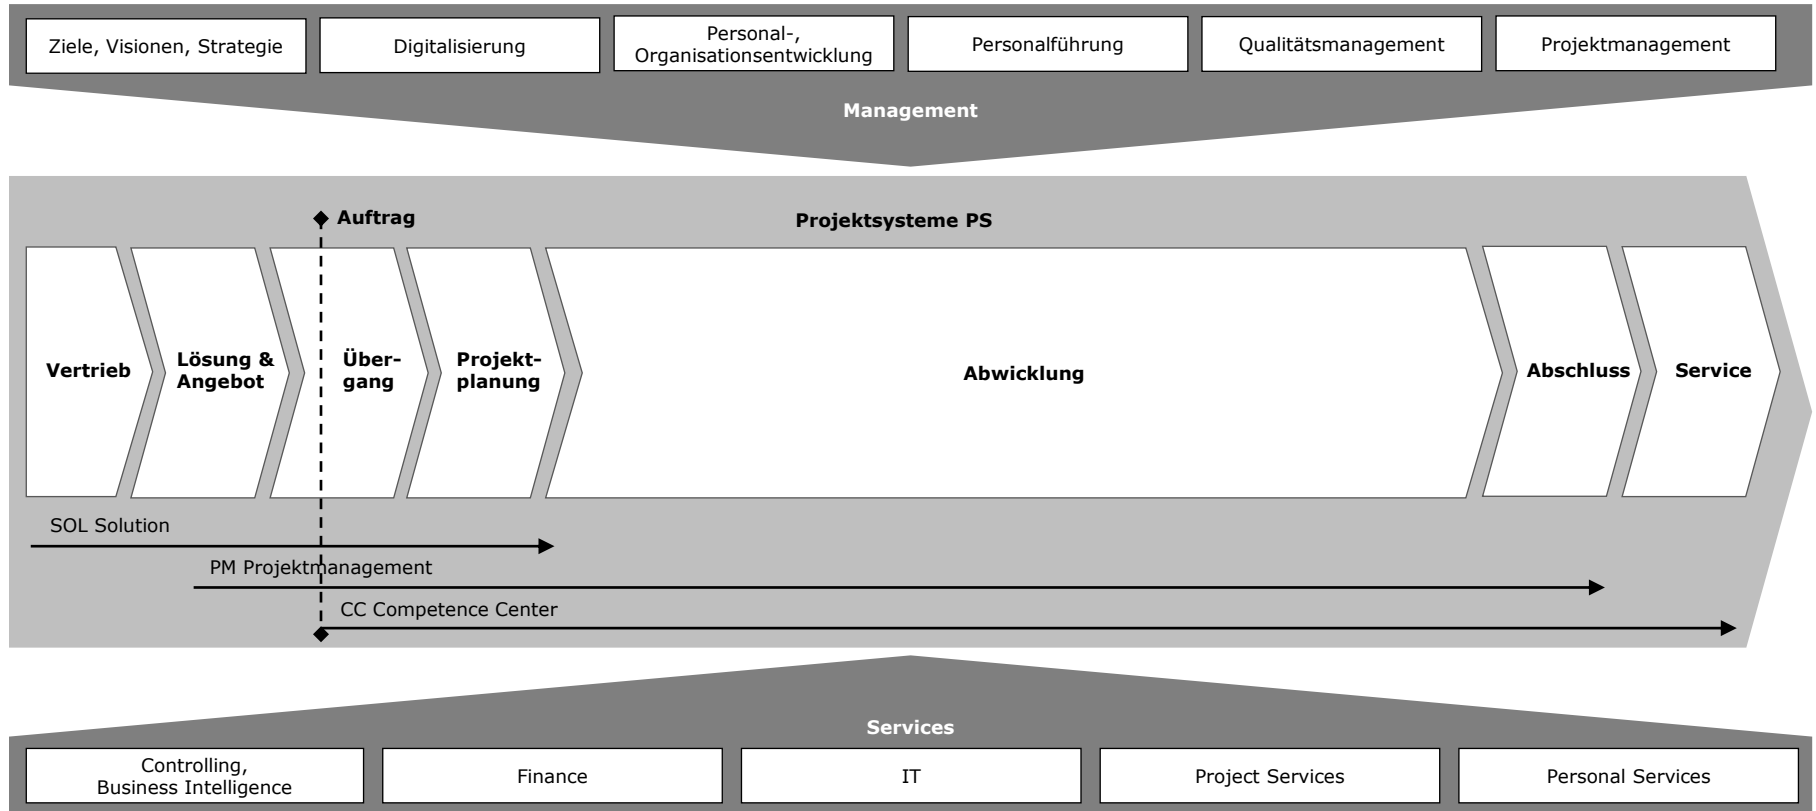 Ziele, Visionen, Strategie
Digitalisierung
Personal-,
Organisationsentwicklung
Personalführung
Qualitätsmanagement
Projektmanagement
Management
Auftrag
Projektsysteme PS
Vertrieb
Lösung &
Angebot
Über-
gang
Projekt-
planung
Abwicklung
Abschluss
Service
SOL Solution
PM Projektmanagement
CC Competence Center
Services
Controlling,
Business Intelligence
Finance
IT
Project Services
Personal Services